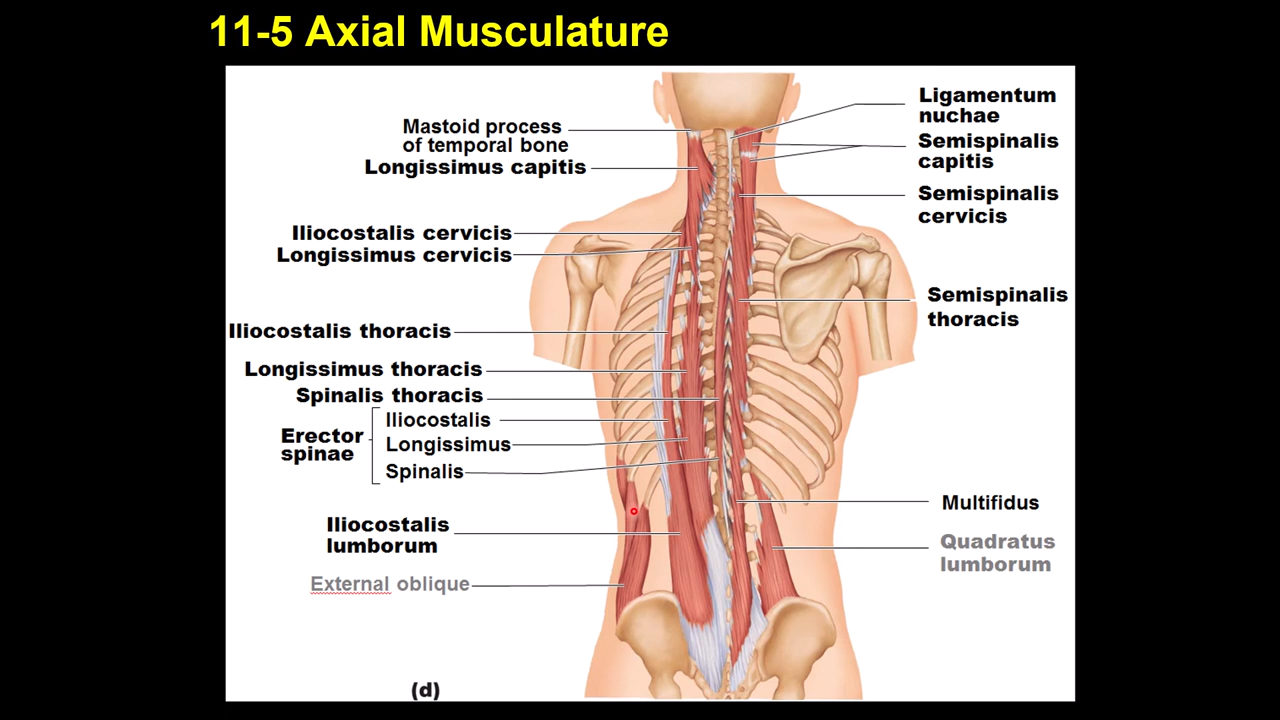 11-5 Axial Musculature
Mastoid process
of temporal bone
Longissimus capitis
Iliocostalis cervicis
Longissimus cervicis
Iliocostalis thoracis
Longissimus thoracis
Spinalis thoracis
Erector
spinae
Iliocostalis
Longissimus
Spinalis
Iliocostalis
lumborum
External oblique
(d)
Ligamentum
nuchae
Semispinalis
capitis
Semispinalis
cervicis
Semispinalis
thoracis
Multifidus
Quadratus
lumborum